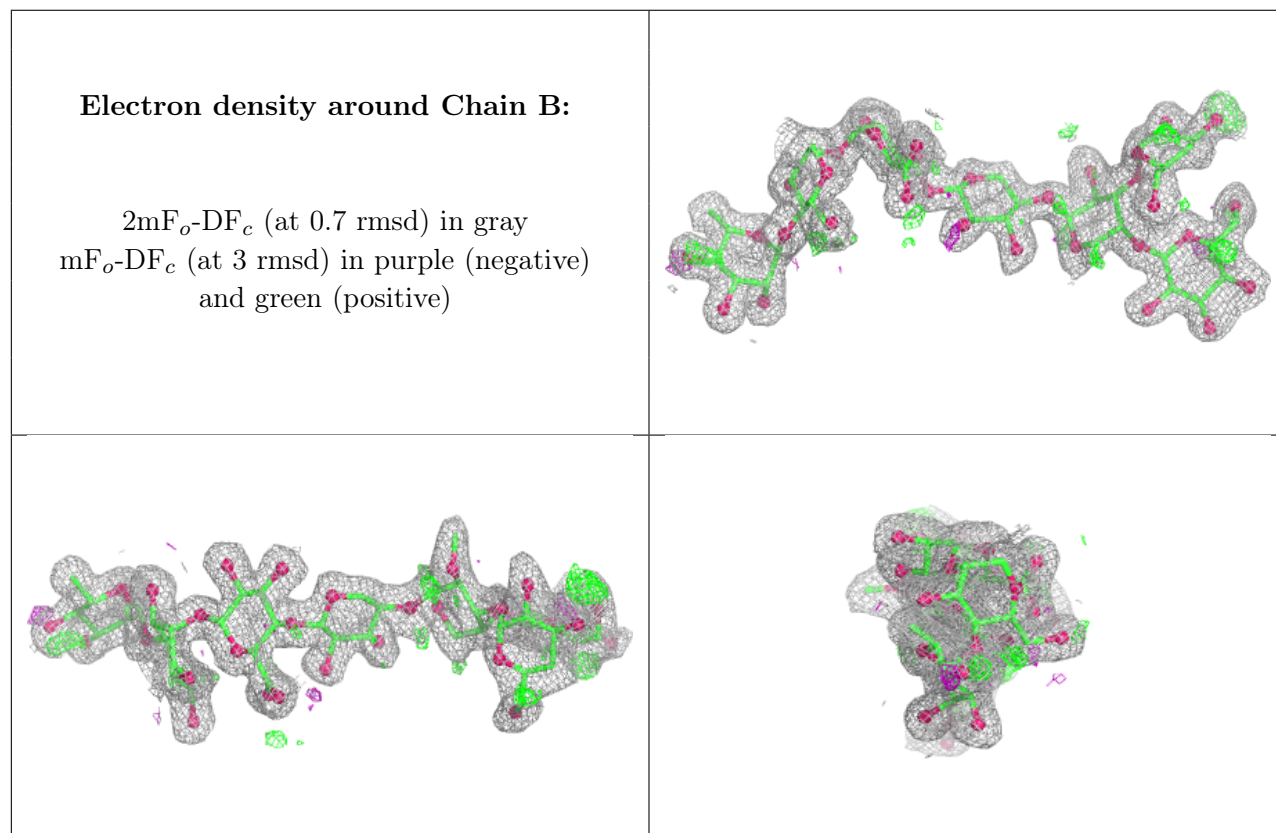 Electron density around Chain B:
2mFₒ-DF𝒸 (at 0.7 rmsd) in gray
mFₒ-DF𝒸 (at 3 rmsd) in purple (negative)
and green (positive)